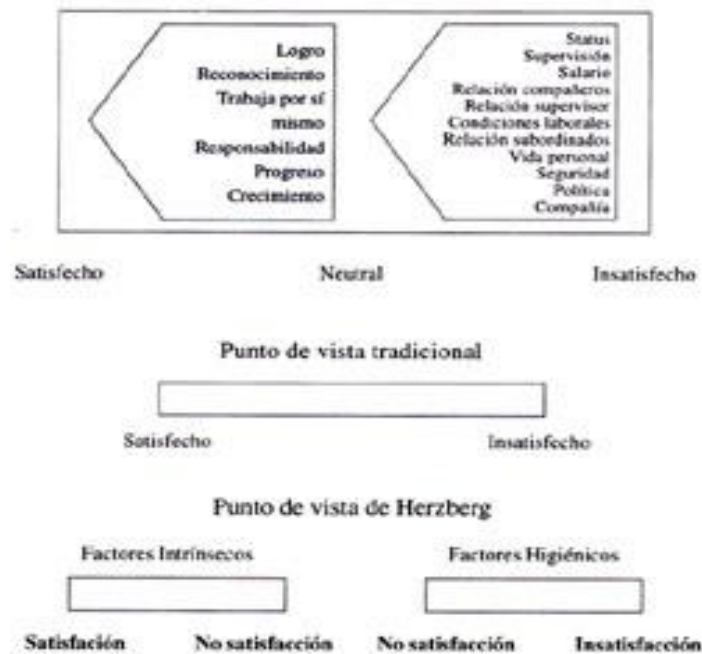 Logro
Reconocimiento
Trabaja por sí
mismo
Responsabilidad
Progreso
Crecimiento
Status
Supervisión
Salario
Relación compañeros
Relación supervisor
Condiciones laborales
Relación subordinados
Vida personal
Seguridad
Política
Compañía
Satisfecho Neutral Insatisfecho
Punto de vista tradicional
Satisfecho Insatisfecho
Punto de vista de Herzberg
Factores Intrínsecos Factores Higiénicos
Satisfación No satisfacción No satisfacción Insatisfacción